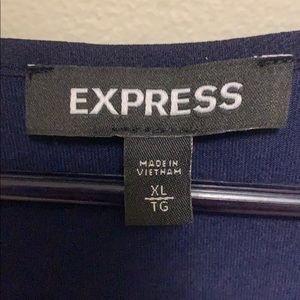 EXPRESS
MADE IN
VIETNAM
XL
TG